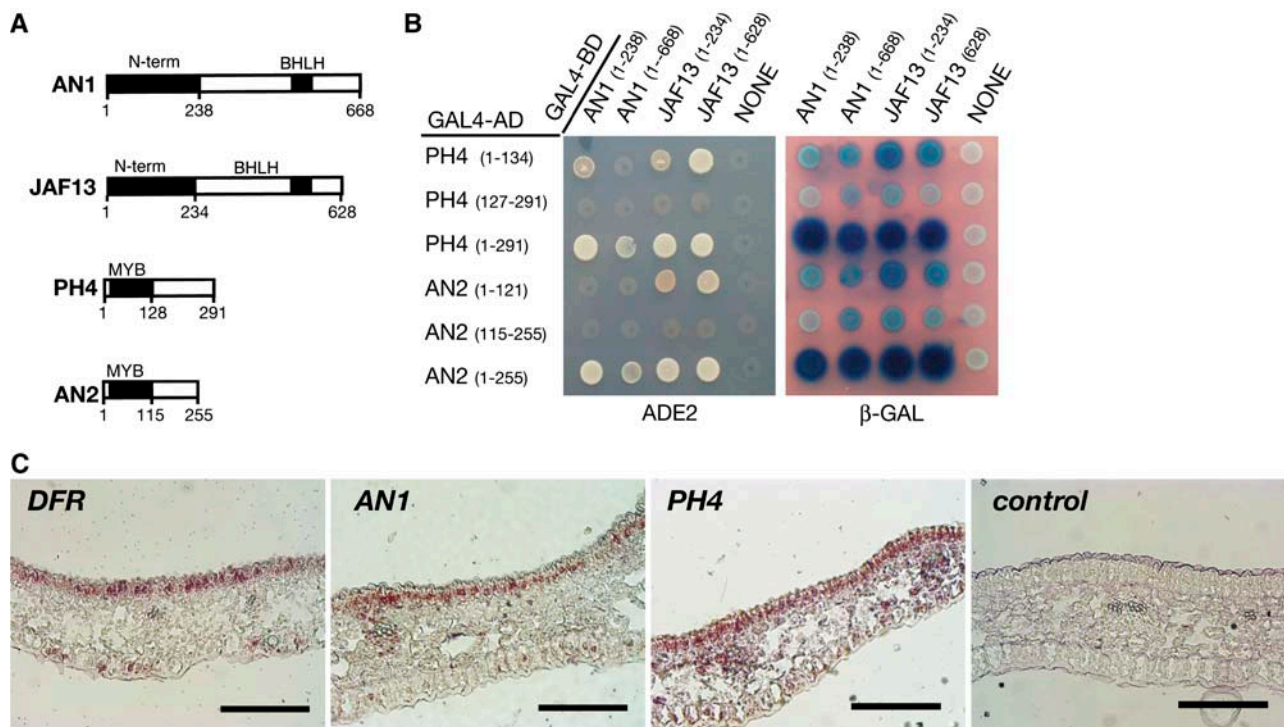 A
AN1
N-term
BHLH
1
238
668
JAF13
N-term
BHLH
1
234
628
PH4
MYB
1
128
291
AN2
MYB
1
115
255
B
GAL4-BD
GAL4-AD
AN1 (1-238)
AN1 (1--668)
JAF13 (1-234)
JAF13 (1-628)
NONE
AN1 (1-238)
AN1 (1-668)
JAF13 (1-234)
JAF13 (628)
NONE
PH4 (1-134)
PH4 (127-291)
PH4 (1-291)
AN2 (1-121)
AN2 (115-255)
AN2 (1-255)
ADE2
β-GAL
C
DFR
AN1
PH4
control